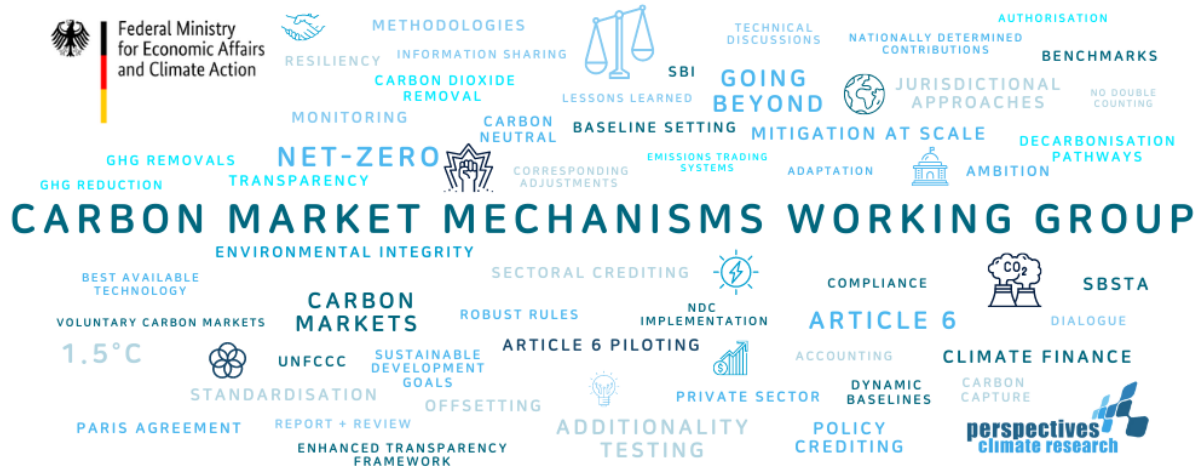 Federal Ministry
for Economic Affairs
and Climate Action
METHODOLOGIES
RESILIENCY
INFORMATION SHARING
CARBON DIOXIDE
REMOVAL
SBI
LESSONS LEARNED
TECHNICAL
DISCUSSIONS
NATIONALLY DETERMINED
CONTRIBUTIONS
AUTHORISATION
BENCHMARKS
GOING
BEYOND
JURISDICTIONAL
APPROACHES
NO DOUBLE
COUNTING
MONITORING
CARBON
NEUTRAL
BASELINE SETTING
MITIGATION AT SCALE
DECARBONISATION
PATHWAYS
GHG REMOVALS
NET-ZERO
GHG REDUCTION
TRANSPARENCY
CORRESPONDING
ADJUSTMENTS
EMISSIONS TRADING
SYSTEMS
ADAPTATION
AMBITION
CARBON MARKET MECHANISMS WORKING GROUP
ENVIRONMENTAL INTEGRITY
BEST AVAILABLE
TECHNOLOGY
SECTORAL CREDITING
COMPLIANCE
CO2
SBSTA
CARBON
MARKETS
VOLUNTARY CARBON MARKETS
ROBUST RULES
NDC
IMPLEMENTATION
ARTICLE 6
DIALOGUE
1.5°C
UNFCCC
SUSTAINABLE
DEVELOPMENT
GOALS
ARTICLE 6 PILOTING
$
ACCOUNTING
CLIMATE FINANCE
STANDARDISATION
OFFSETTING
PRIVATE SECTOR
DYNAMIC
BASELINES
CARBON
CAPTURE
PARIS AGREEMENT
REPORT + REVIEW
ENHANCED TRANSPARENCY
FRAMEWORK
ADDITIONALITY
TESTING
POLICY
CREDITING
perspectives
climate research